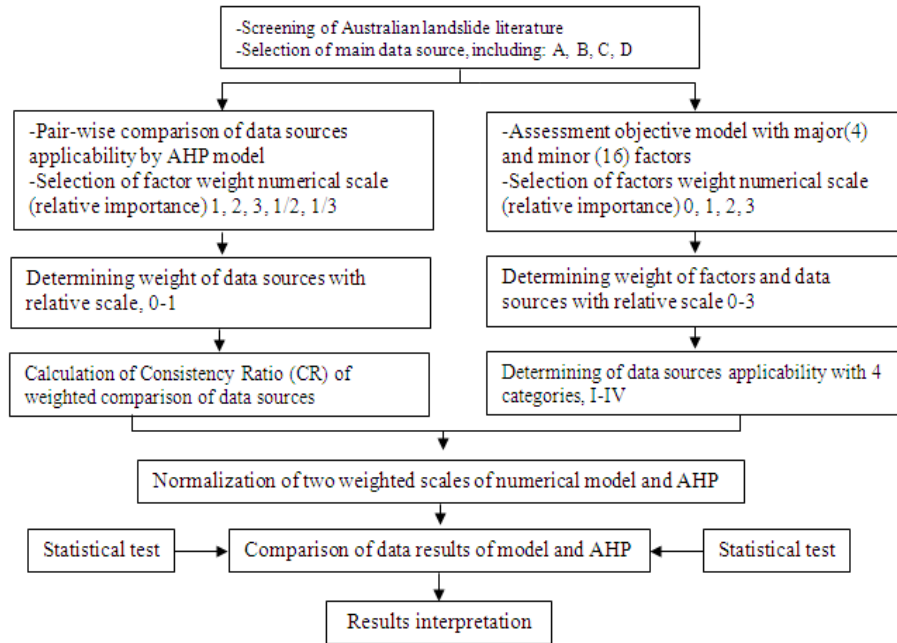 -Screening of Australian landslide literature
-Selection of main data source, including: A, B, C, D
-Pair-wise comparison of data sources
applicability by AHP model
-Selection of factor weight numerical scale
(relative importance) 1, 2, 3, 1/2, 1/3
-Assessment objective model with major(4)
and minor (16) factors
-Selection of factors weight numerical scale
(relative importance) 0, 1, 2, 3
Determining weight of data sources with
relative scale, 0-1
Determining weight of factors and data
sources with relative scale 0-3
Calculation of Consistency Ratio (CR) of
weighted comparison of data sources
Determining of data sources applicability with 4
categories, I-IV
Normalization of two weighted scales of numerical model and AHP
Statistical test
Comparison of data results of model and AHP
Statistical test
Results interpretation